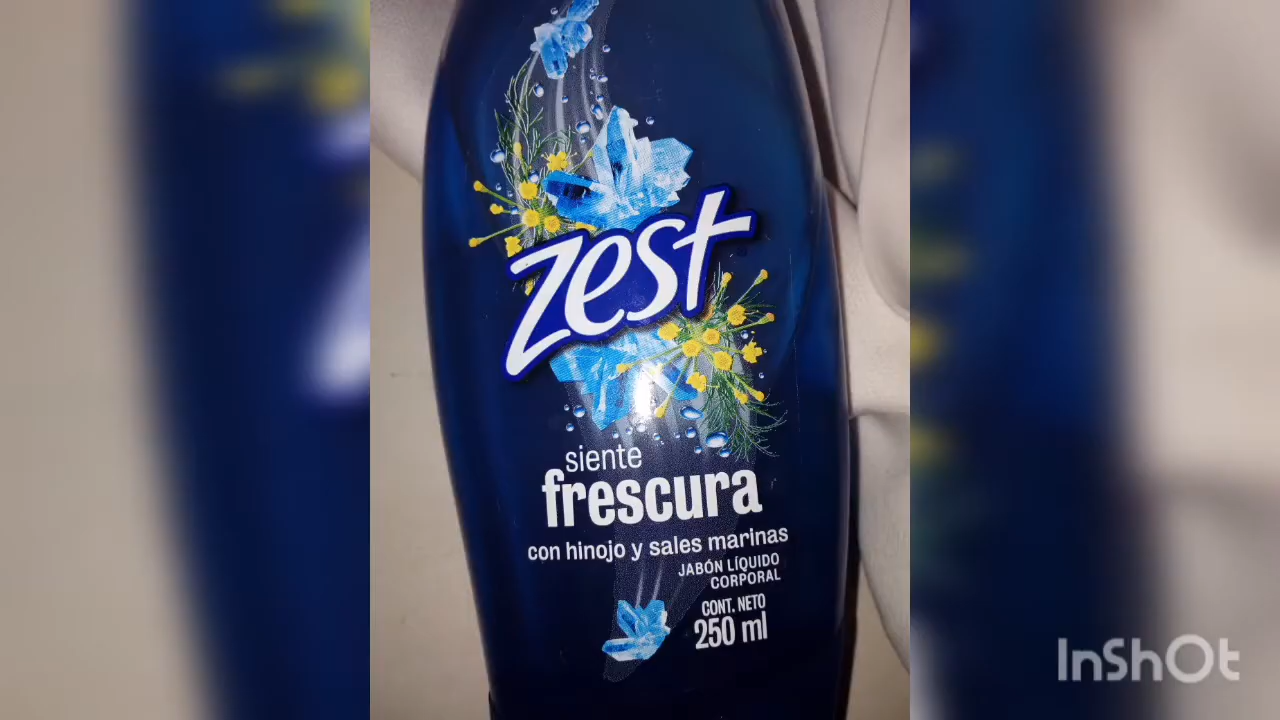 zest
siente
frescura
con hinojo y sales marinas
JABÓN LÍQUIDO
CORPORAL
CONT. NETO
250 ml
InShOt